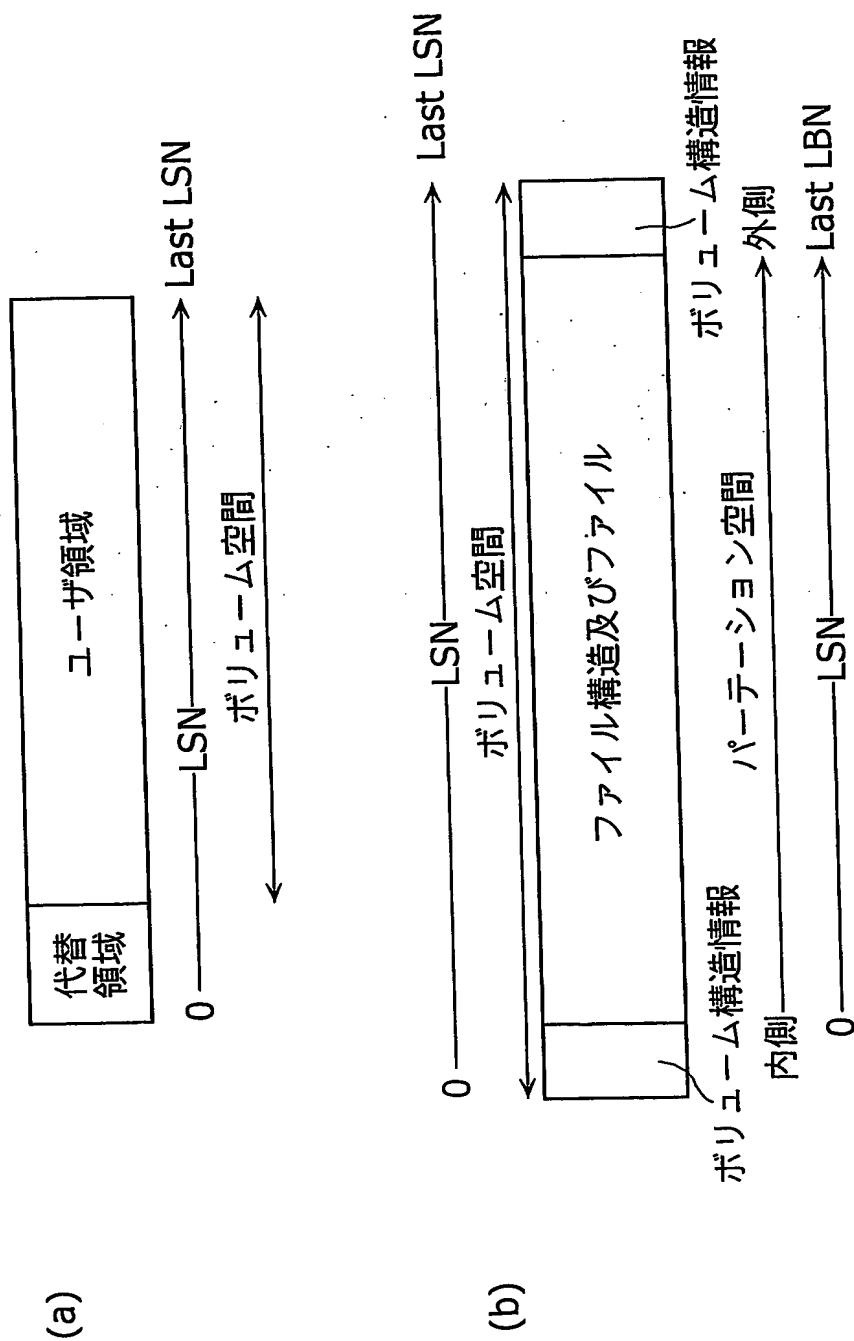 (a)
代替
領域
ユーザ領域
0 LSN Last LSN
ボリューム空間
(b)
0 LSN Last LSN
ボリューム空間
ファイル構造及びファイル
ボリューム構造情報
ボリューム構造情報
内側 パーテーション空間 外側
0 LSN Last LBN